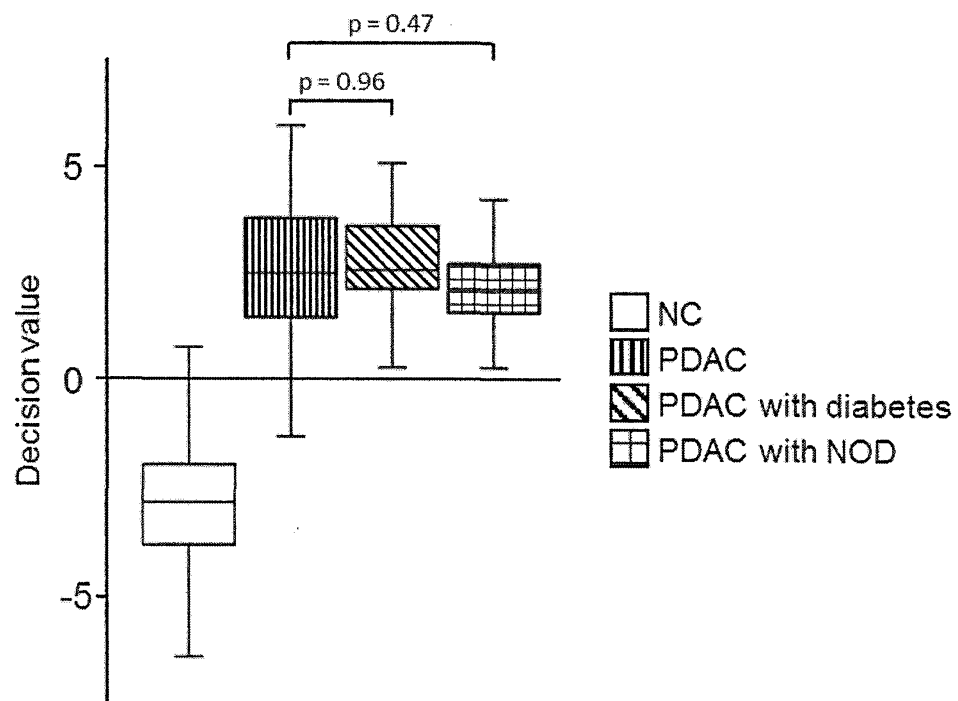 p = 0.47
p = 0.96
5
0
-5
Decision value
NC
PDAC
PDAC with diabetes
PDAC with NOD